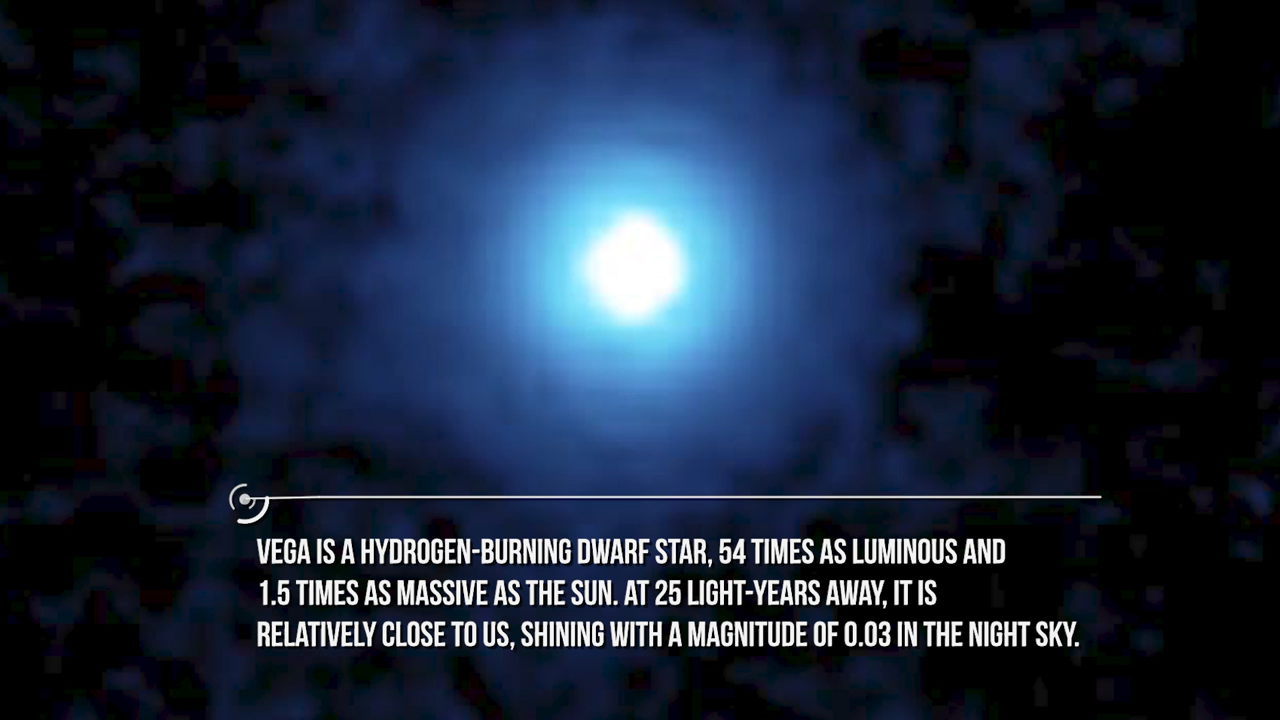 VEGA IS A HYDROGEN-BURNING DWARF STAR, 54 TIMES AS LUMINOUS AND
1.5 TIMES AS MASSIVE AS THE SUN. AT 25 LIGHT-YEARS AWAY, IT IS
RELATIVELY CLOSE TO US, SHINING WITH A MAGNITUDE OF 0.03 IN THE NIGHT SKY.